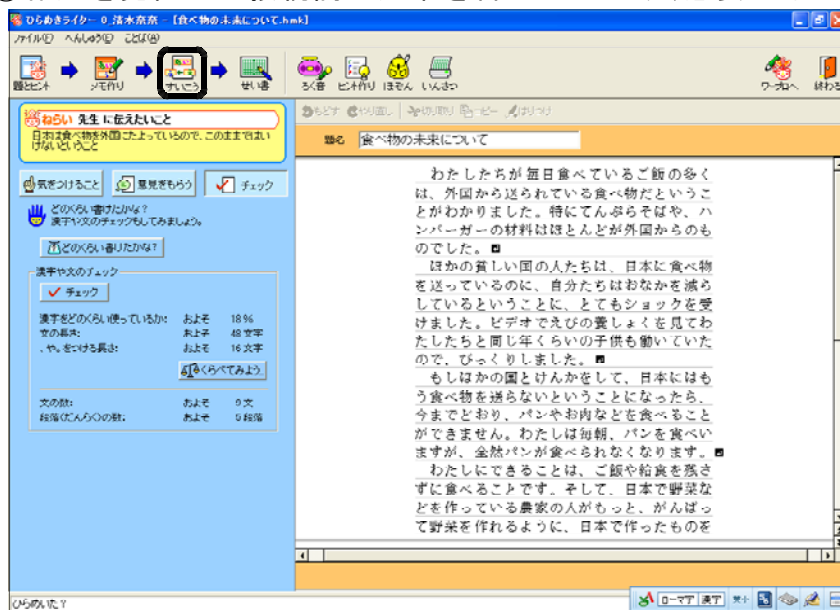 ひらめきライター 0_清水奈奈 - [食べ物の未来について.hmk]
ファイル(F) へんしゅう(E) ことば(W)
題とヒント メモ作り すいこう せい書 ろく音 ヒント作り ほぞん いんさつ ワープロへ 終わる
もどす やり直し 切り取り コピー はりつけ
ねらい 先生 に伝えたいこと
日本は食べ物を外国にたよっているので、このままではい
けないということ
題名 食べ物の未来について
気をつけること 意見をもらう チェック
どのくらい書けたかな?
漢字や文のチェックもしてみましょう。
どのくらい書けたかな?
漢字や文のチェック
チェック
漢字をどのくらい使っているか: およそ 18%
文の長さ: およそ 48文字
、や。をつける長さ: およそ 16文字
くらべてみよう
文の数: およそ 9文
段落(だんらく)の数: およそ 5段落
わたしたちが毎日食べているご飯の多く
は、外国から送られている食べ物だというこ
とがわかりました。特にてんぷらそばや、ハ
ンバーガーの材料はほとんどが外国からのも
のでした。
ほかの貧しい国の人たちは、日本に食べ物
を送っているのに、自分たちはおなかを減ら
しているということに、とてもショックを受
けました。ビデオでえびの養しょくを見てわ
たしたちと同じ年くらいの子供も働いていた
ので、びっくりしました。
もしほかの国とけんかをして、日本にはも
う食べ物を送らないということになったら、
今までどおり、パンやお肉などを食べること
ができません。わたしは毎朝、パンを食べい
ますが、全然パンが食べられなくなります。
わたしにできることは、ご飯や給食を残さ
ずに食べることです。そして、日本で野菜な
どを作っている農家の人がもっと、がんばっ
て野菜を作れるように、日本で作ったものを
ひらめいた?
ローマ字 漢字